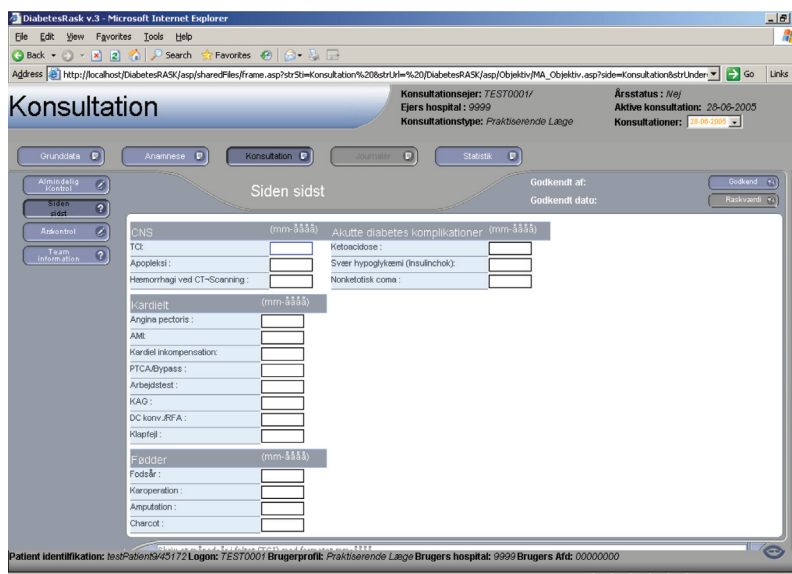 DiabetesRask v.3 - Microsoft Internet Explorer
File Edit View Favorites Tools Help
Back Search Favorites
Address http://localhost/DiabetesRASK/asp/sharedFiles/frame.asp?strSti=Konsultation%20&strUrl=%20/DiabetesRASK/asp/Objektiv/MA_Objektiv.asp?side=Konsultation&strUnder Go Links
Konsultation
Konsultationsejer: TEST0001/
Ejers hospital : 9999
Konsultationstype: Praktiserende Læge
Årsstatus : Nej
Aktive konsultation: 28-06-2005
Konsultationer: 28-06-2005
Grunddata Anamnese Konsultation Journaler Statistik
Almindelig Kontrol
Siden sidst
Årskontrol
Team information
Siden sidst
Godkendt af:
Godkendt dato:
Godkend
Raskværdi
CNS (mm-åååå)
TCI:
Apopleksi :
Hæmorrhagi ved CT-Scanning :
Akutte diabetes komplikationer (mm-åååå)
Ketoacidose :
Svær hypoglykæmi (Insulinchok):
Nonketotisk coma :
Kardielt (mm-åååå)
Angina pectoris :
AMI:
Kardiel inkompensation:
PTCA/Bypass :
Arbejdstest :
KAG :
DC konv./RFA :
Klapfejl :
Fødder (mm-åååå)
Fodsår :
Karoperation :
Amputation :
Charcot :
Patient identitifikation: testPatient9/45172 Logon: TEST0001 Brugerprofil: Praktiserende Læge Brugers hospital: 9999 Brugers Afd: 00000000